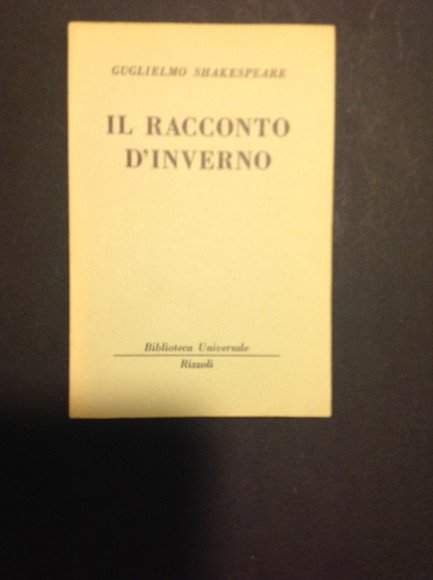 GUGLIELMO SHAKESPEARE
IL RACCONTO
D'INVERNO
Biblioteca Universale
Rizzoli